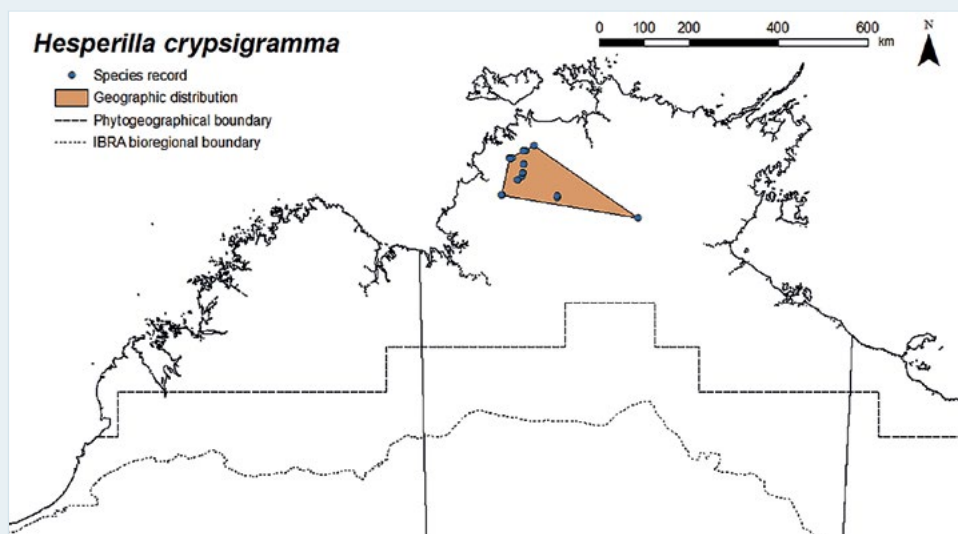 Hesperilla crypsigramma
Species record
Geographic distribution
Phytogeographical boundary
IBRA bioregional boundary
0 100 200 400 600
km
N